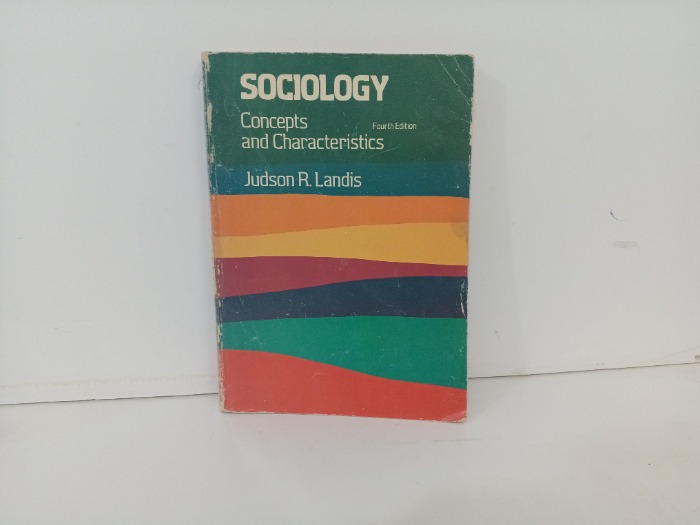 SOCIOLOGY
Concepts
and Characteristics
Fourth Edition
Judson R. Landis